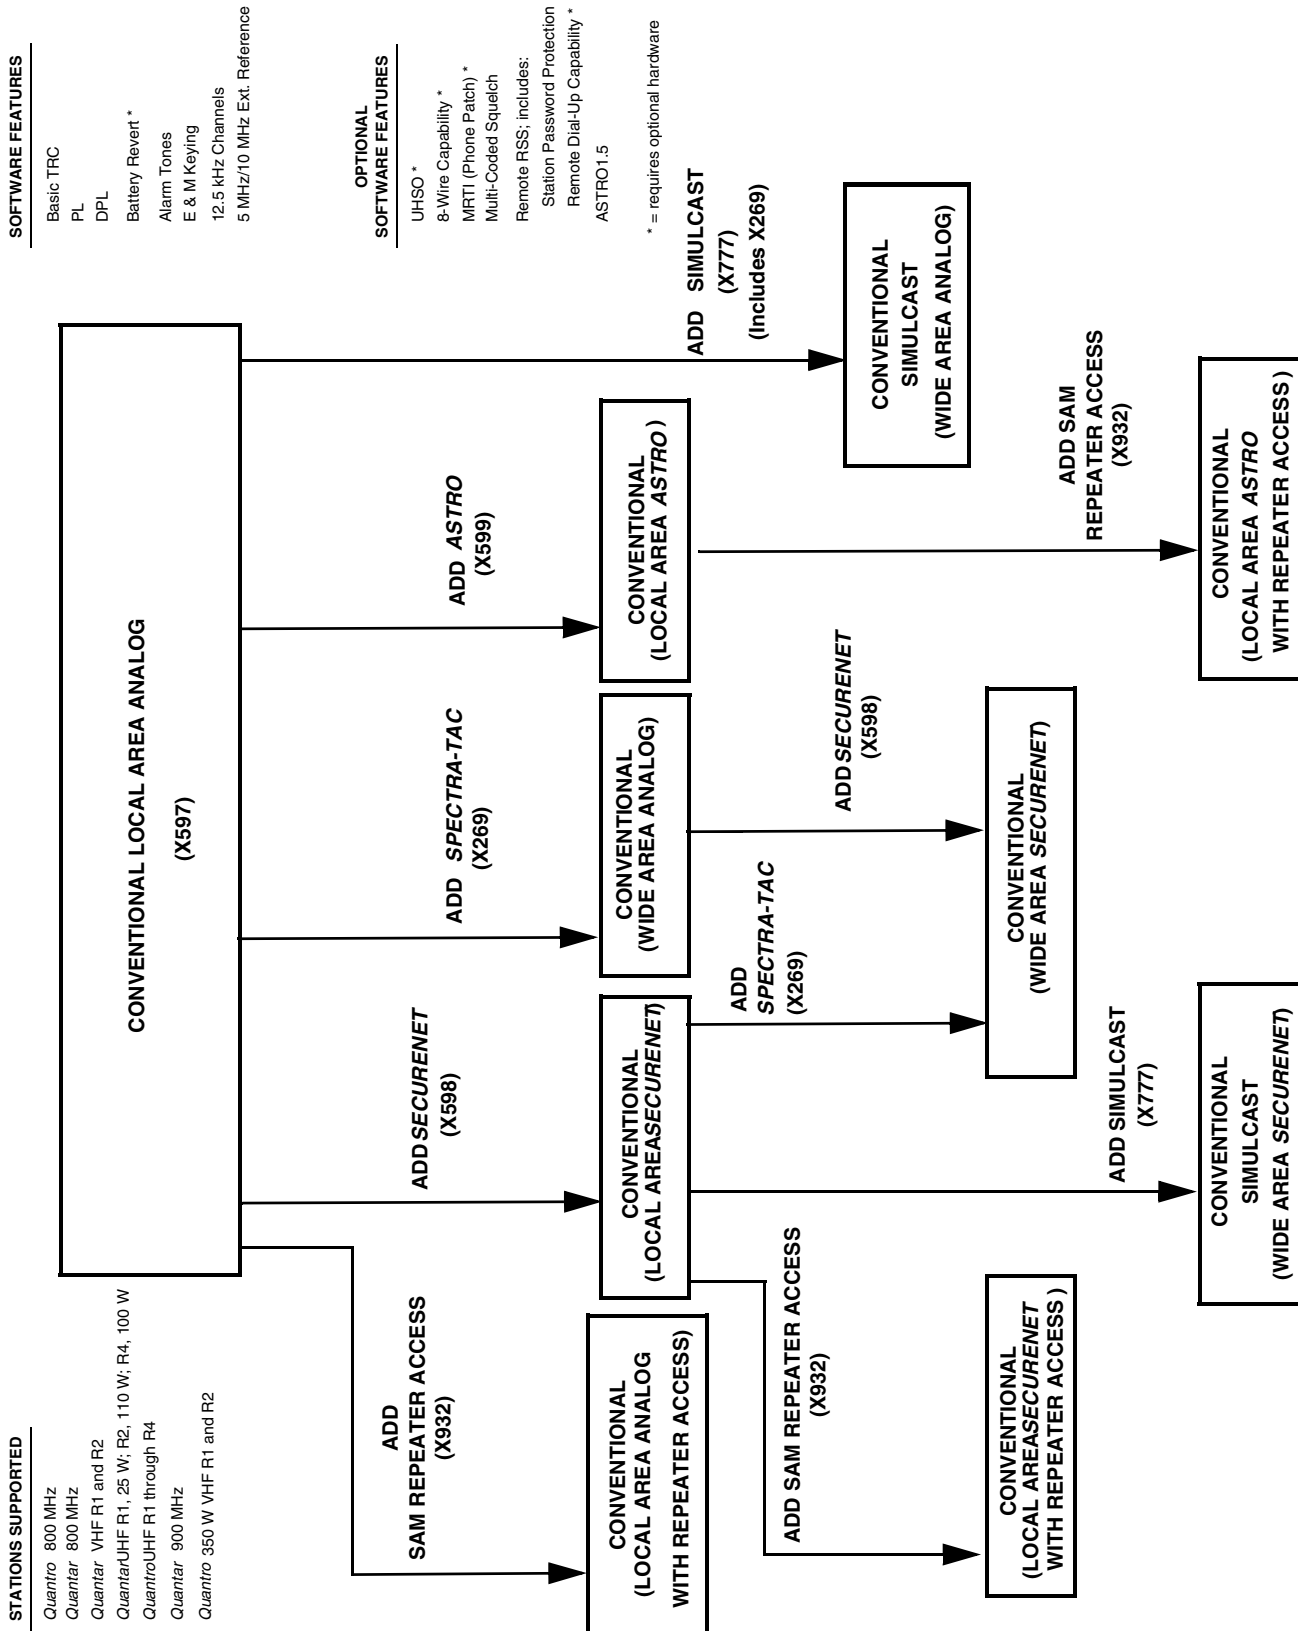 STATIONS SUPPORTED
Quantro 800 MHz
Quantar 800 MHz
Quantar VHF R1 and R2
QuantarUHF R1, 25 W; R2, 110 W; R4, 100 W
QuantroUHF R1 through R4
Quantar 900 MHz
Quantro 350 W VHF R1 and R2
CONVENTIONAL LOCAL AREA ANALOG
(X597)
SOFTWARE FEATURES
Basic TRC
PL
DPL
Battery Revert *
Alarm Tones
E & M Keying
12.5 kHz Channels
5 MHz/10 MHz Ext. Reference
OPTIONAL
SOFTWARE FEATURES
UHSO *
8-Wire Capability *
MRTI (Phone Patch) *
Multi-Coded Squelch
Remote RSS; includes:
Station Password Protection
Remote Dial-Up Capability *
ASTRO1.5
* = requires optional hardware
ADD
SAM REPEATER ACCESS
(X932)
ADDSECURENET
(X598)
ADD SPECTRA-TAC
(X269)
ADD ASTRO
(X599)
ADD SIMULCAST
(X777)
(Includes X269)
CONVENTIONAL
(LOCAL AREA ANALOG
WITH REPEATER ACCESS)
CONVENTIONAL
(LOCAL AREASECURENET)
CONVENTIONAL
(WIDE AREA ANALOG)
CONVENTIONAL
(LOCAL AREA ASTRO)
CONVENTIONAL
SIMULCAST
(WIDE AREA ANALOG)
ADD SAM REPEATER ACCESS
(X932)
ADD
SPECTRA-TAC
(X269)
ADDSECURENET
(X598)
ADD SAM
REPEATER ACCESS
(X932)
ADD SIMULCAST
(X777)
CONVENTIONAL
(LOCAL AREASECURENET
WITH REPEATER ACCESS )
CONVENTIONAL
(WIDE AREA SECURENET)
CONVENTIONAL
SIMULCAST
(WIDE AREA SECURENET)
CONVENTIONAL
(LOCAL AREA ASTRO
WITH REPEATER ACCESS )